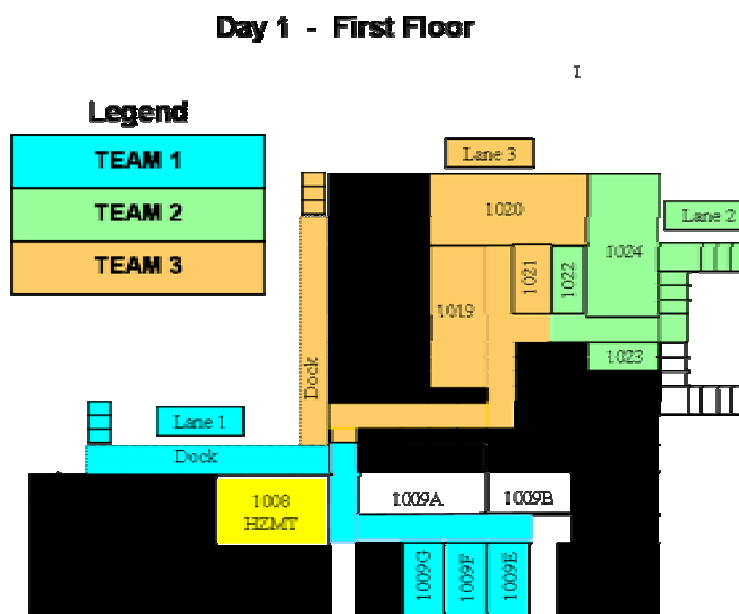 Day 1 - First Floor
I
Legend
TEAM 1
TEAM 2
TEAM 3
Lane 3
Lane 2
1020
1024
1021
1022
1019
1023
Dock
Lane 1
Dock
1008
HZMT
1009A
1009B
1009G
1009F
1009E